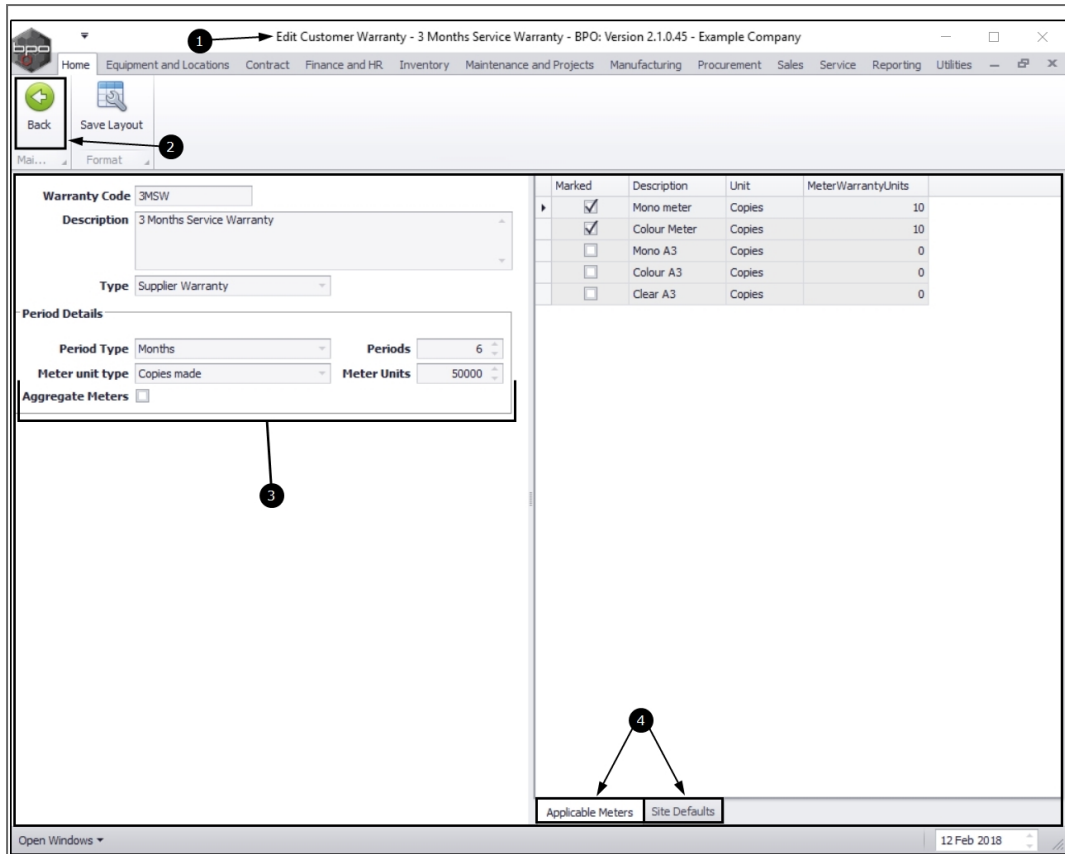 1 Edit Customer Warranty - 3 Months Service Warranty - BPO: Version 2.1.0.45 - Example Company
bpo
Home Equipment and Locations Contract Finance and HR Inventory Maintenance and Projects Manufacturing Procurement Sales Service Reporting Utilities
Back Save Layout
2
Mai... Format
Warranty Code 3MSW
Description 3 Months Service Warranty
Type Supplier Warranty
Period Details
Period Type Months Periods 6
Meter unit type Copies made Meter Units 50000
Aggregate Meters
3
Marked Description Unit MeterWarrantyUnits
Mono meter Copies 10
Colour Meter Copies 10
Mono A3 Copies 0
Colour A3 Copies 0
Clear A3 Copies 0
4
Applicable Meters Site Defaults
Open Windows 12 Feb 2018